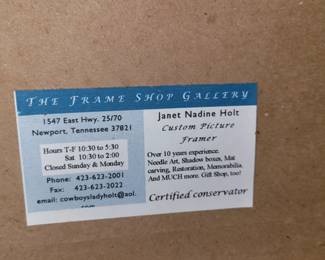 THE FRAME SHOP GALLERY
1547 East Hwy. 25/70
Newport, Tennessee 37821
Hours T-F 10:30 to 5:30
Sat 10:30 to 2:00
Closed Sunday & Monday
Phone: 423-623-2001
Fax: 423-623-2022
email: cowboysladyholt@aol.
com
Janet Nadine Holt
Custom Picture
Framer
Over 10 years experience.
Needle Art, Shadow boxes, Mat
carving, Restoration, Memorabilia.
And MUCH more. Gift Shop, too!
Certified conservator